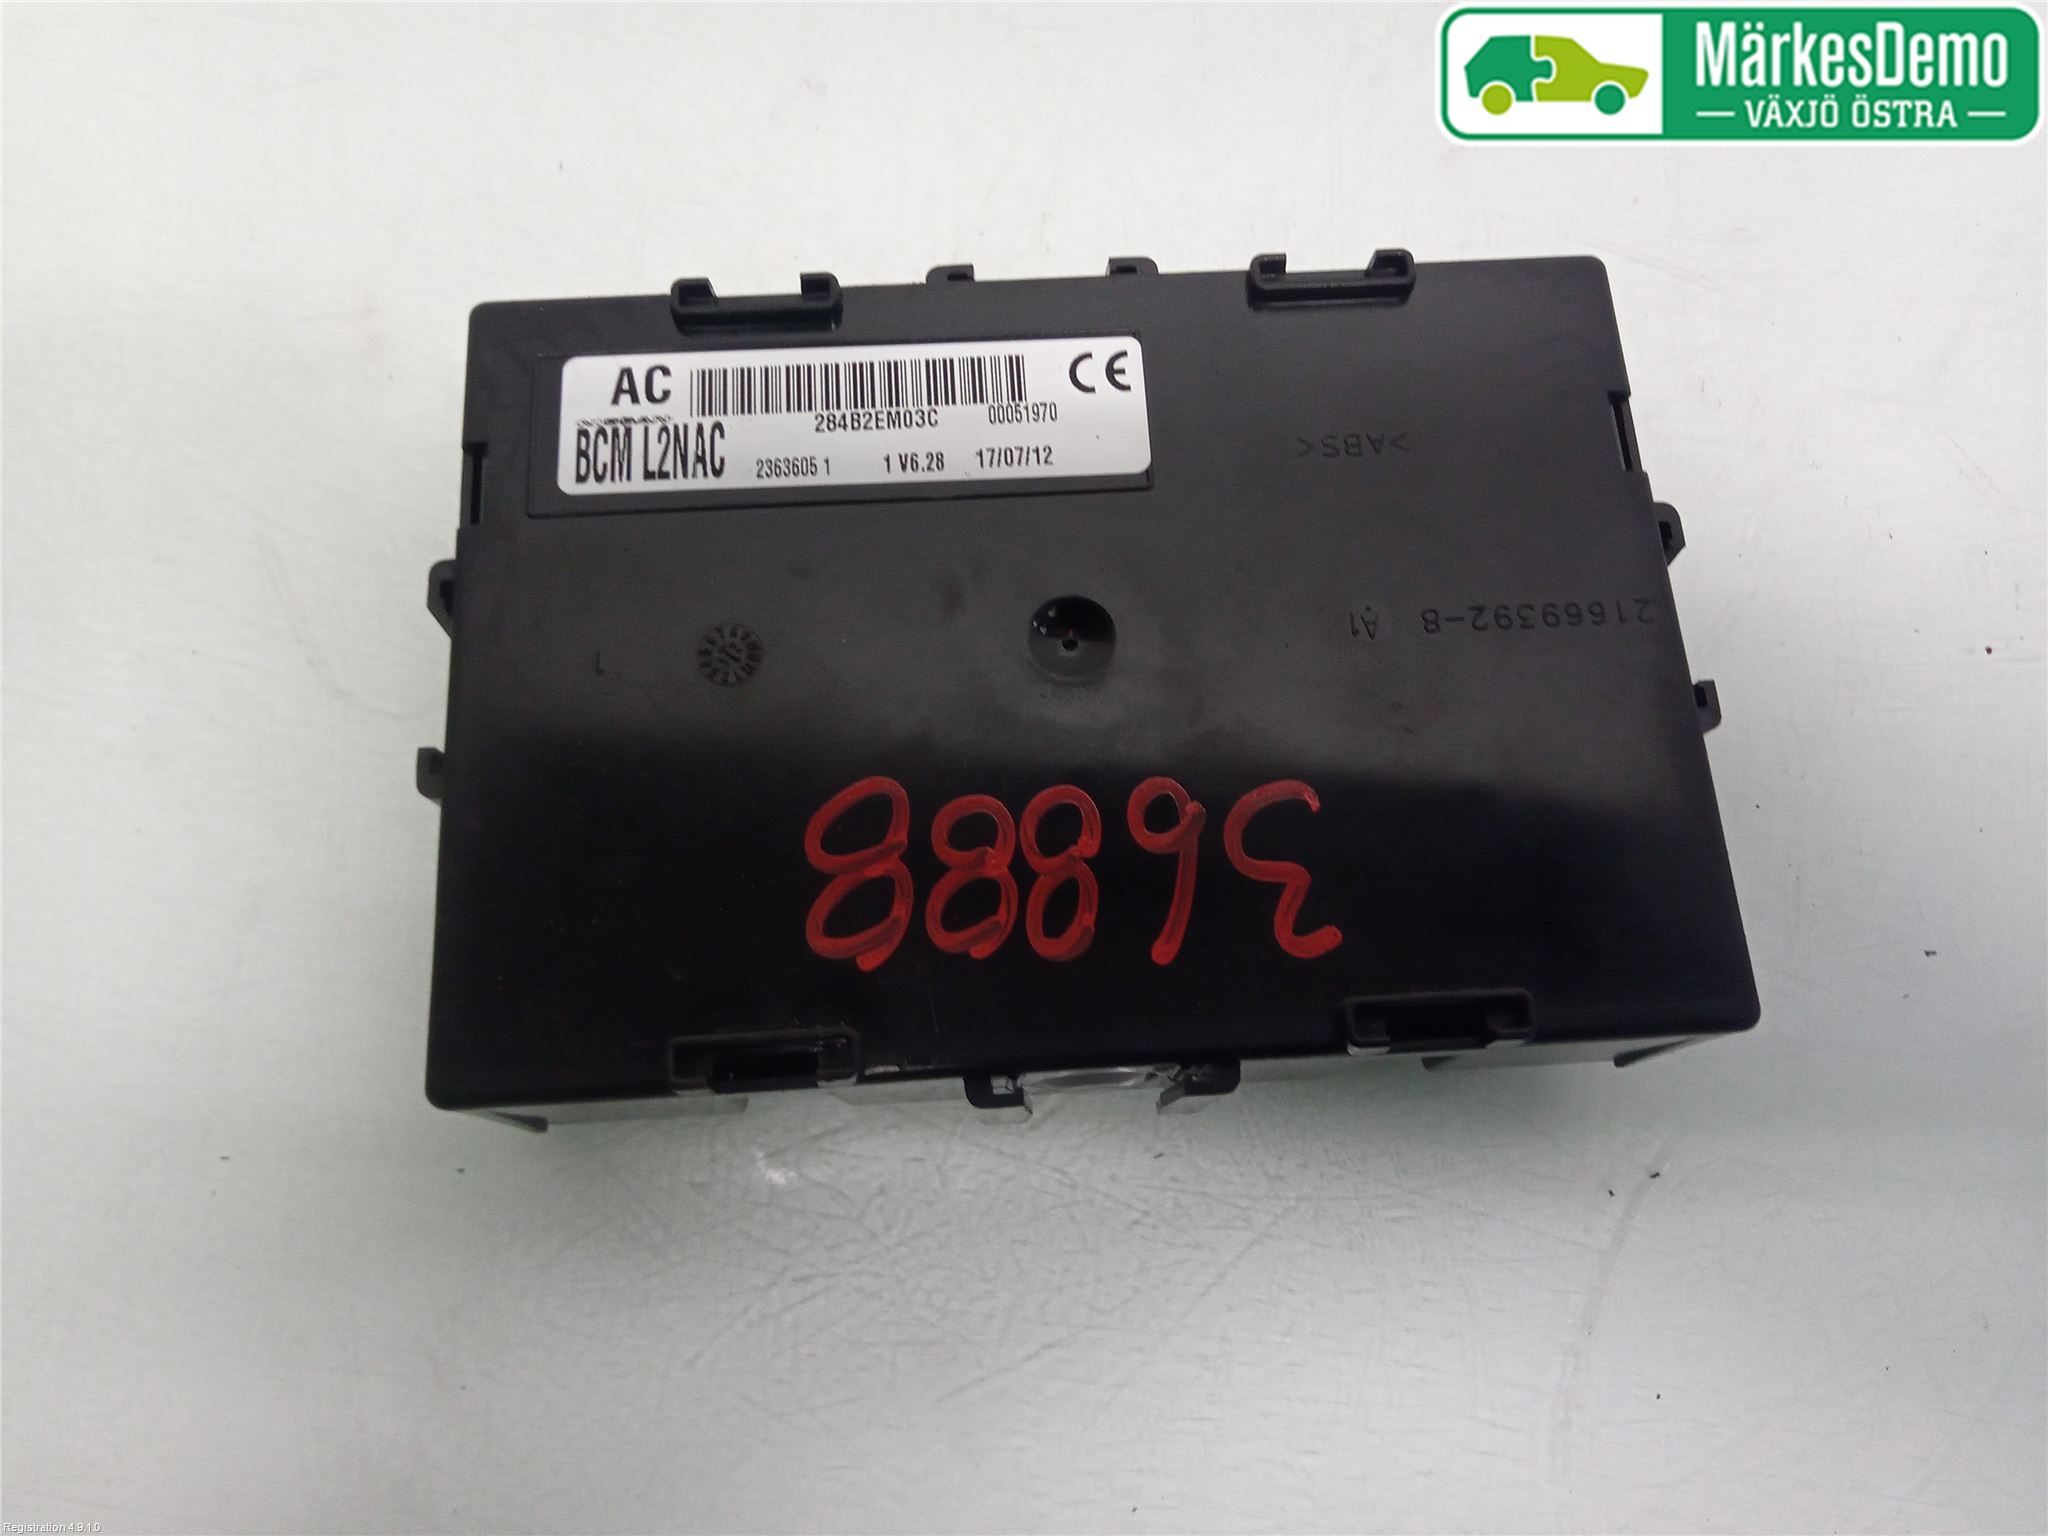 MärkesDemo
VÄXJÖ ÖSTRA
AC
284B2EM03C 00051970
CE
BCM L2NAC
2363605 1 1 V6.28 17/07/12
>ABS<
21669392-8 A1
36888
Registration 4.9.1.0